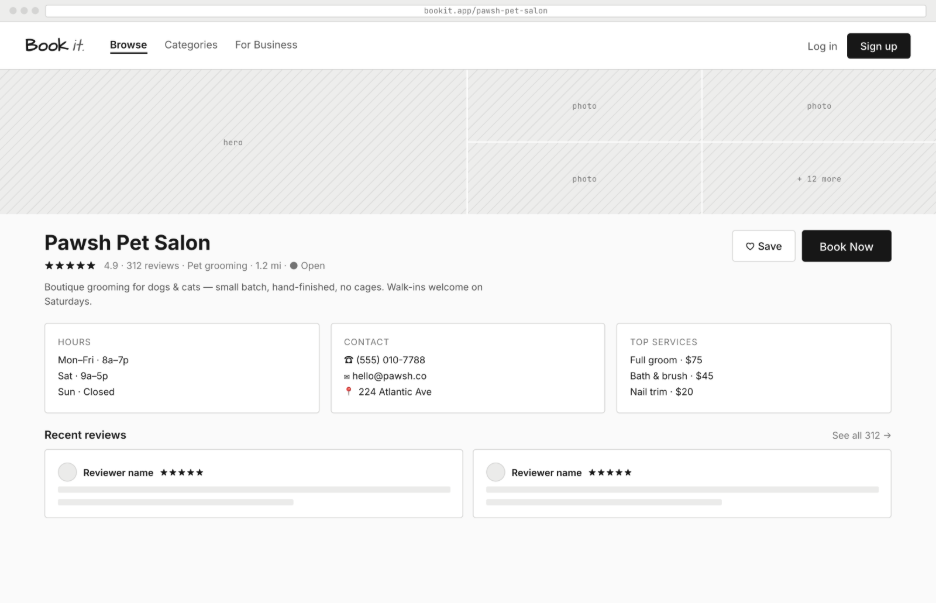 bookit.app/pawsh-pet-salon
Book it.
Browse
Categories
For Business
Log in
Sign up
hero
photo
photo
photo
+ 12 more
Pawsh Pet Salon
★★★★★ 4.9 · 312 reviews · Pet grooming · 1.2 mi · ● Open
Boutique grooming for dogs & cats — small batch, hand-finished, no cages. Walk-ins welcome on
Saturdays.
♡ Save
Book Now
HOURS
Mon–Fri · 8a–7p
Sat · 9a–5p
Sun · Closed
CONTACT
☎ (555) 010-7788
✉ hello@pawsh.co
📍 224 Atlantic Ave
TOP SERVICES
Full groom · $75
Bath & brush · $45
Nail trim · $20
Recent reviews
See all 312 →
Reviewer name ★★★★★
Reviewer name ★★★★★